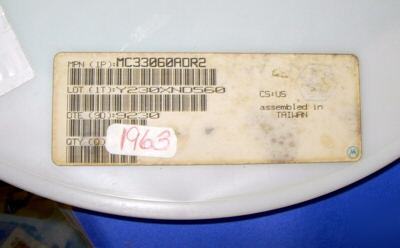 MPN (1P): MC33060ADR2
LOT (1T): Y230XND560
CS: US
assembled in
TAIWAN
DTE (9D): 9230
QTY (Q)
1963